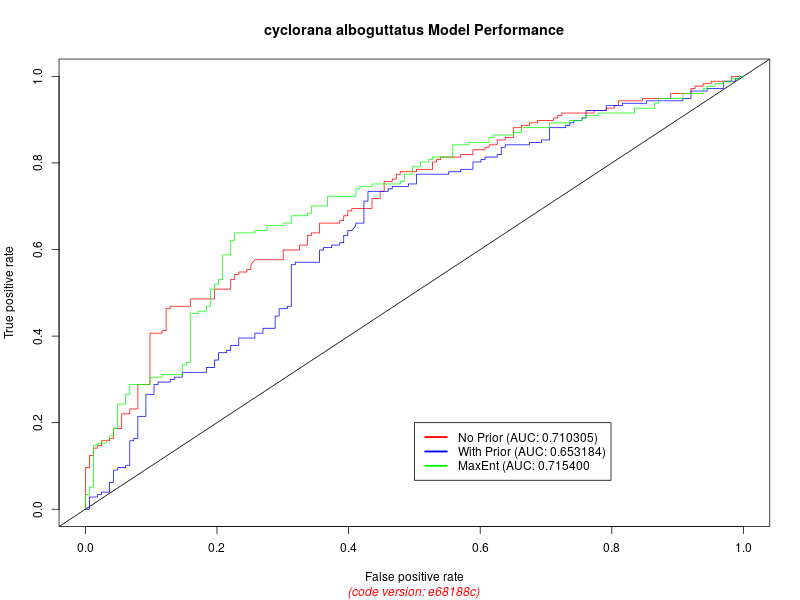 cyclorana alboguttatus Model Performance
True positive rate
1.0
0.8
0.6
0.4
0.2
0.0
No Prior (AUC: 0.710305)
With Prior (AUC: 0.653184)
MaxEnt (AUC: 0.715400
0.0 0.2 0.4 0.6 0.8 1.0
False positive rate
(code version: e68188c)